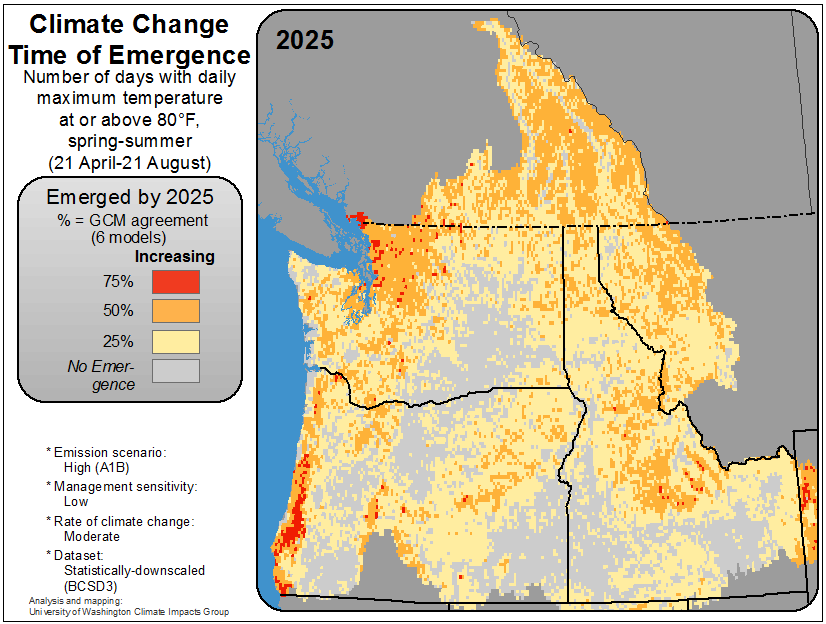 Climate Change
Time of Emergence
Number of days with daily
maximum temperature
at or above 80°F,
spring-summer
(21 April-21 August)
Emerged by 2025
% = GCM agreement
(6 models)
Increasing
75%
50%
25%
No Emer-
gence
* Emission scenario:
High (A1B)
* Management sensitivity:
Low
* Rate of climate change:
Moderate
* Dataset:
Statistically-downscaled
(BCSD3)
Analysis and mapping:
University of Washington Climate Impacts Group
2025